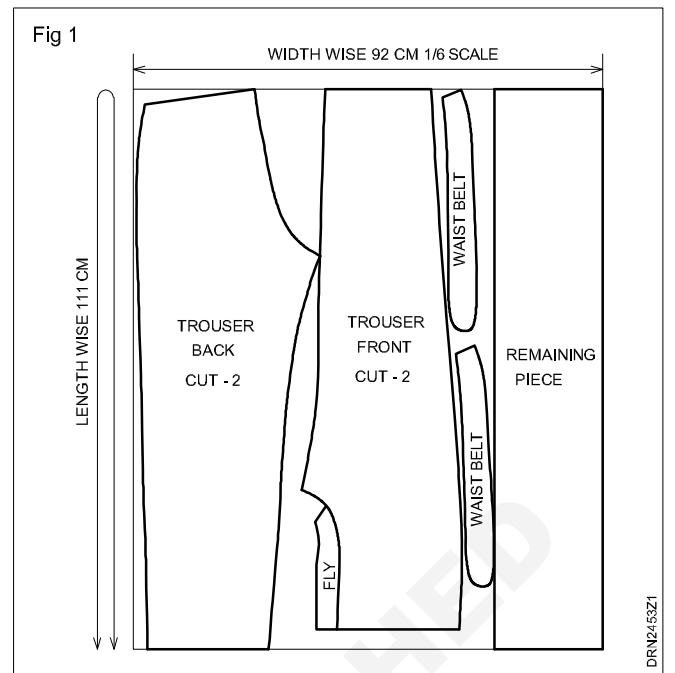 Fig 1
WIDTH WISE 92 CM 1/6 SCALE
LENGTH WISE 111 CM
TROUSER
BACK
CUT - 2
TROUSER
FRONT
CUT - 2
WAIST BELT
WAIST BELT
FLY
REMAINING
PIECE
DRN2453Z1